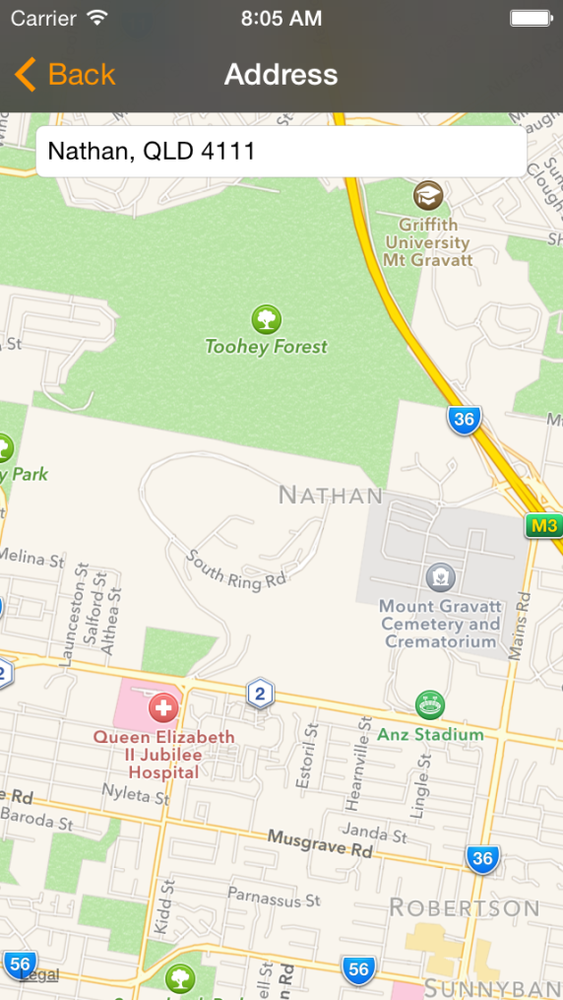 Carrier 8:05 AM
Back Address
Nathan, QLD 4111
Griffith
University
Mt Gravatt
St
Toohey Forest
36
y Park
NATHAN
M3
Melina St
South Ring Rd
Launceston St
Salford St
Althea St
Mount Gravatt
Cemetery and
Crematorium
Mains Rd
2
2
Anz Stadium
Queen Elizabeth
II Jubilee
Hospital
Estoril St
Hearnville St
Lingle St
Nyleta St
e Rd
Baroda St
Janda St
Musgrave Rd
36
Kidd St
Parnassus St
ROBERTSON
56
Legal
56
ell St
n Rd
SUNNYBAN